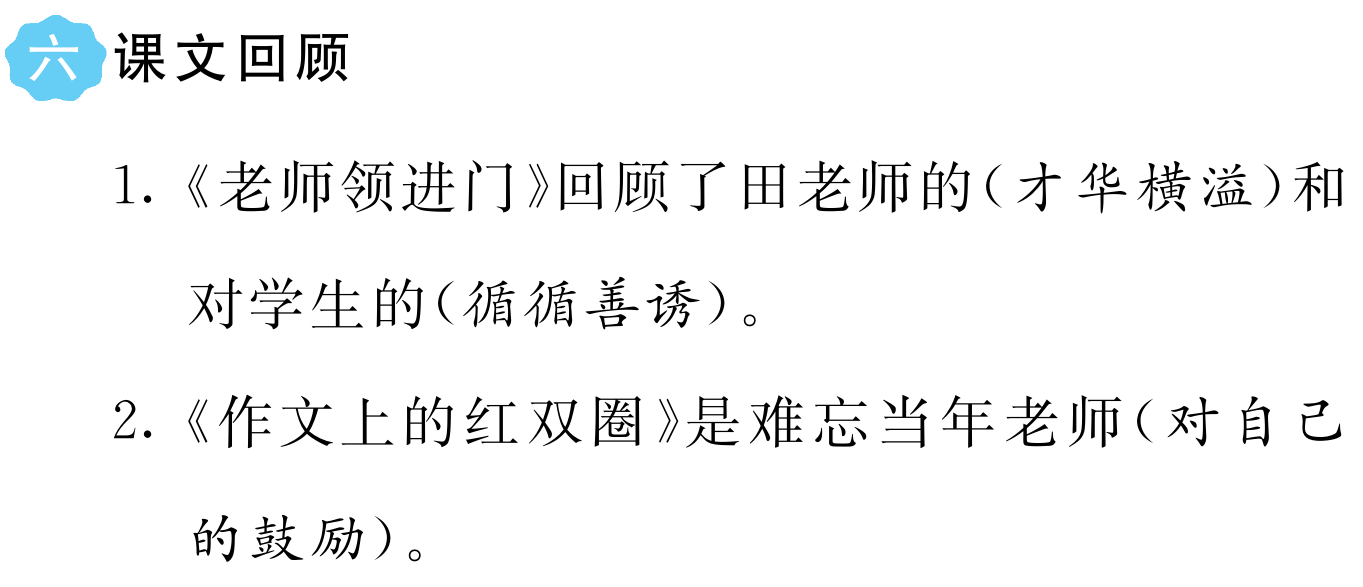 六 课文回顾
1.《老师领进门》回顾了田老师的(才华横溢)和
对学生的(循循善诱)。
2.《作文上的红双圈》是难忘当年老师(对自己
的鼓励)。